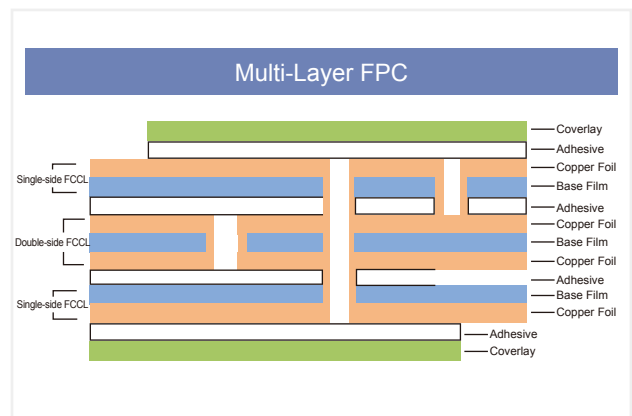 Multi-Layer FPC
Coverlay
Adhesive
Single-side FCCL
Copper Foil
Base Film
Adhesive
Double-side FCCL
Copper Foil
Base Film
Copper Foil
Adhesive
Single-side FCCL
Base Film
Copper Foil
Adhesive
Coverlay